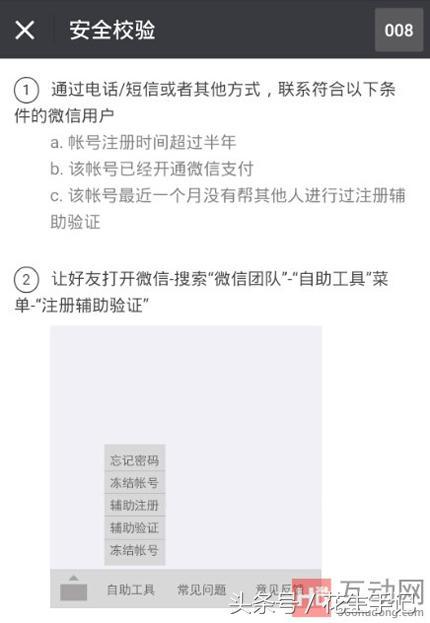 安全校验
008
1 通过电话/短信或者其他方式，联系符合以下条
件的微信用户
a. 帐号注册时间超过半年
b. 该帐号已经开通微信支付
c. 该帐号最近一个月没有帮其他人进行过注册辅
助验证
2 让好友打开微信-搜索“微信团队”-“自助工具”菜
单-“注册辅助验证”
忘记密码
冻结帐号
辅助注册
辅助验证
冻结帐号
自助工具 常见问题 意见反馈
头条号 / 花生手记
互动网